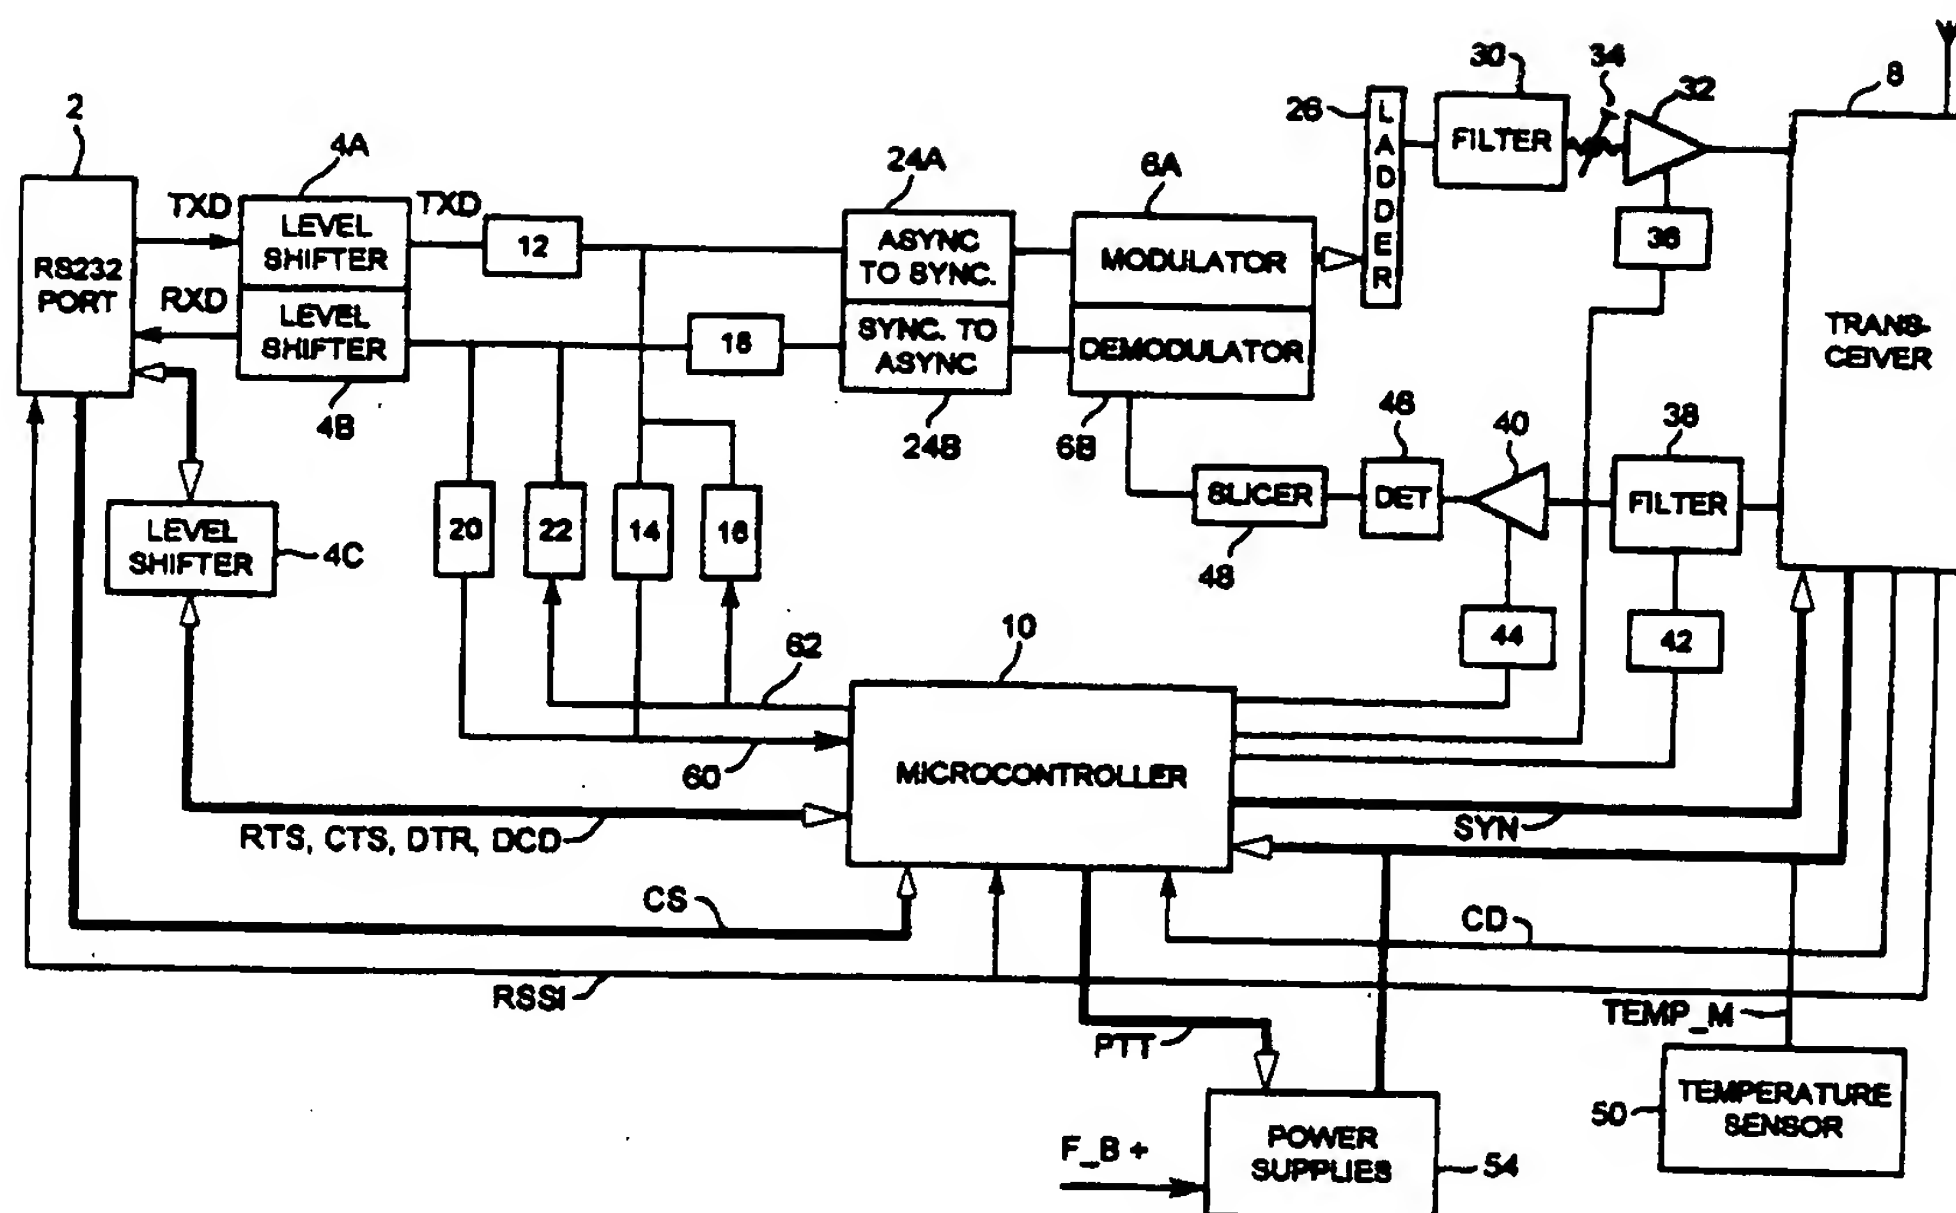 2
RS232
PORT
TXD
RXD
4A
LEVEL
SHIFTER
LEVEL
SHIFTER
4B
TXD
12
18
24A
ASYNC
TO SYNC.
SYNC. TO
ASYNC
24B
6A
MODULATOR
DEMODULATOR
6B
26
LADDER
30
FILTER
34
32
36
8
TRANS-
CEIVER
38
FILTER
40
46
DET
SLICER
48
44
42
LEVEL
SHIFTER
4C
20
22
14
16
62
60
10
MICROCONTROLLER
RTS, CTS, DTR, DCD
SYN
CS
CD
RSSI
PTT
TEMP_M
50
TEMPERATURE
SENSOR
F_B +
POWER
SUPPLIES
54